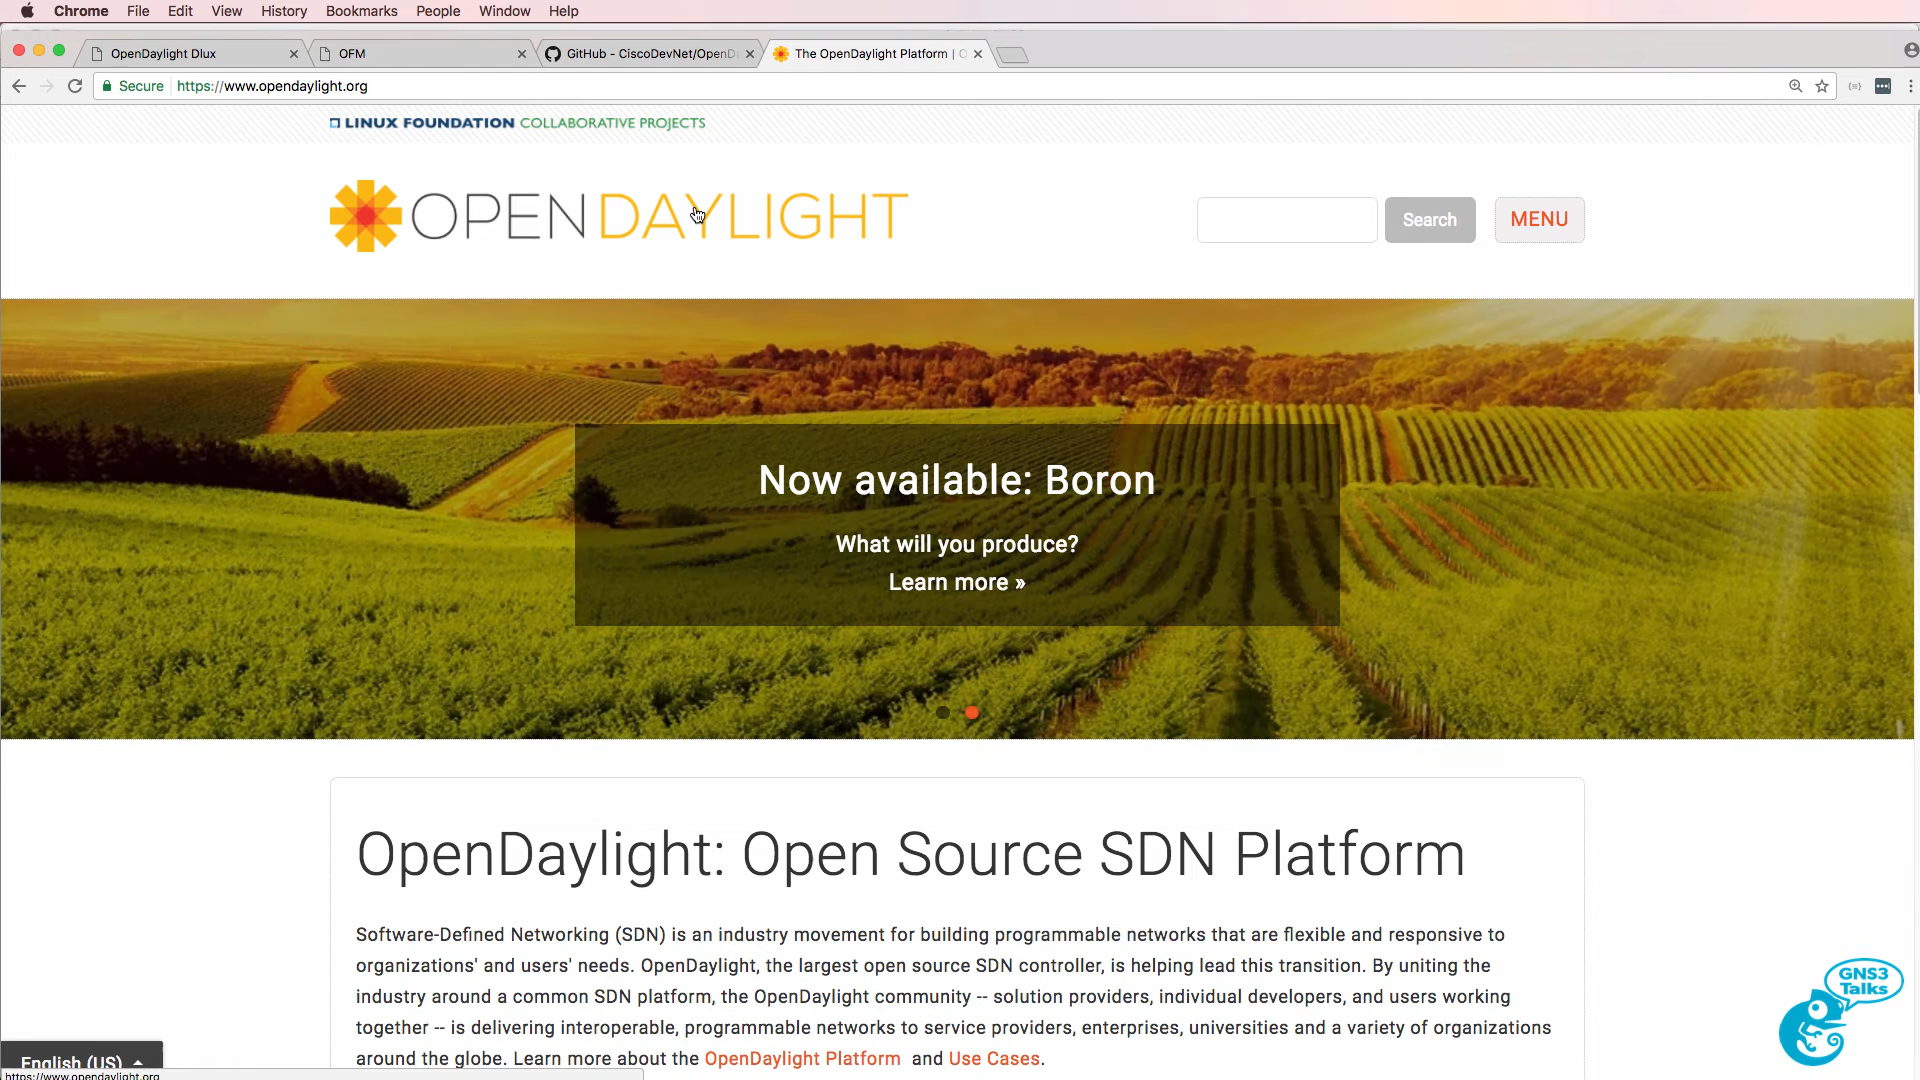 Chrome File Edit View History Bookmarks People Window Help
OpenDaylight Dlux
OFM
GitHub - CiscoDevNet/OpenD
The OpenDaylight Platform | O
Secure https://www.opendaylight.org
LINUX FOUNDATION COLLABORATIVE PROJECTS
OPENDAYLIGHT
Search
MENU
Now available: Boron
What will you produce?
Learn more »
OpenDaylight: Open Source SDN Platform
Software-Defined Networking (SDN) is an industry movement for building programmable networks that are flexible and responsive to
organizations' and users' needs. OpenDaylight, the largest open source SDN controller, is helping lead this transition. By uniting the
industry around a common SDN platform, the OpenDaylight community -- solution providers, individual developers, and users working
together -- is delivering interoperable, programmable networks to service providers, enterprises, universities and a variety of organizations
around the globe. Learn more about the OpenDaylight Platform and Use Cases.
GNS3
Talks
English (US)
https://www.opendaylight.org